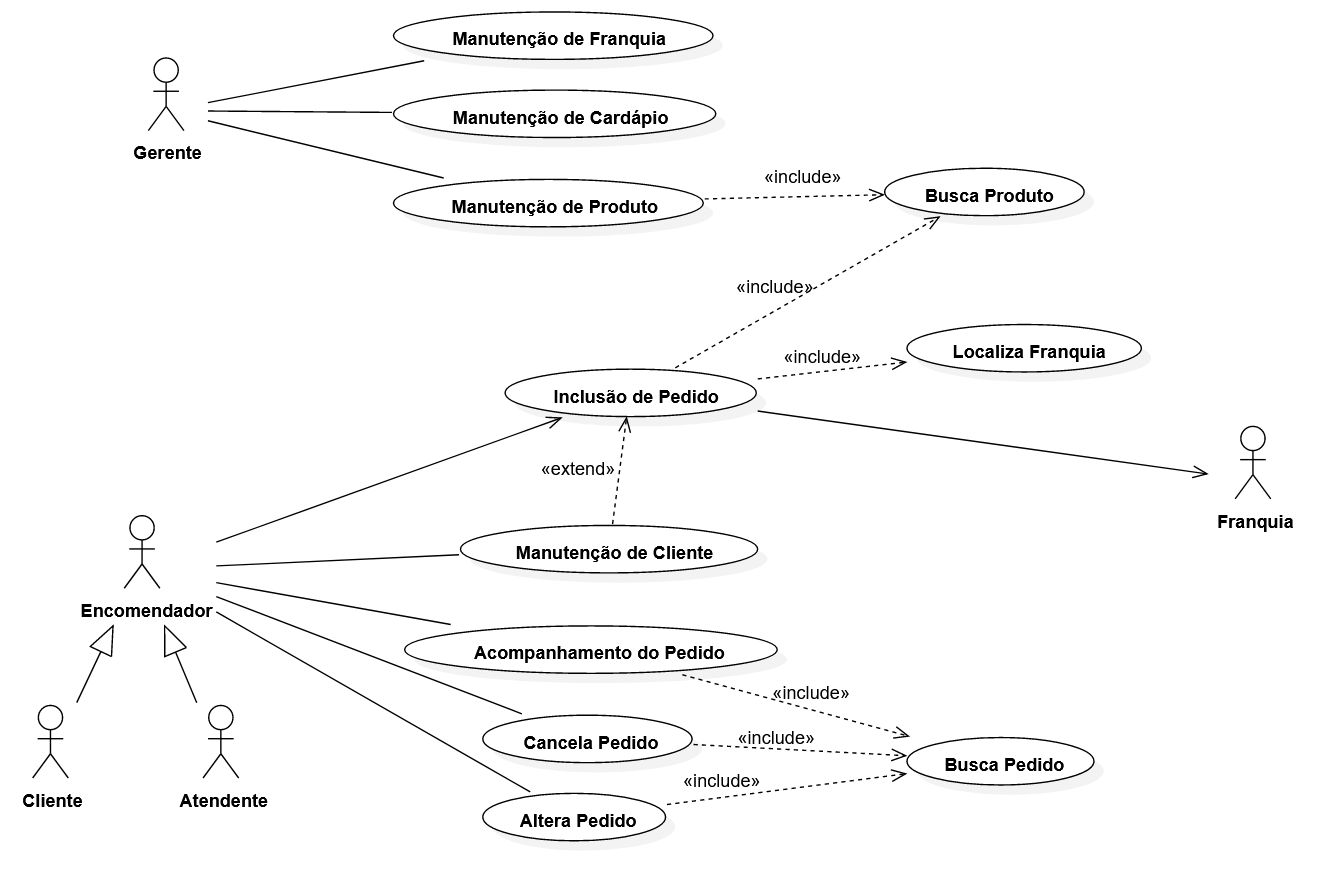 Manutenção de Franquia
Manutenção de Cardápio
Gerente
«include»
Manutenção de Produto
Busca Produto
«include»
Localiza Franquia
«include»
Inclusão de Pedido
«extend»
Franquia
Manutenção de Cliente
Encomendador
Acompanhamento do Pedido
«include»
Cancela Pedido
«include»
Busca Pedido
«include»
Cliente
Atendente
Altera Pedido